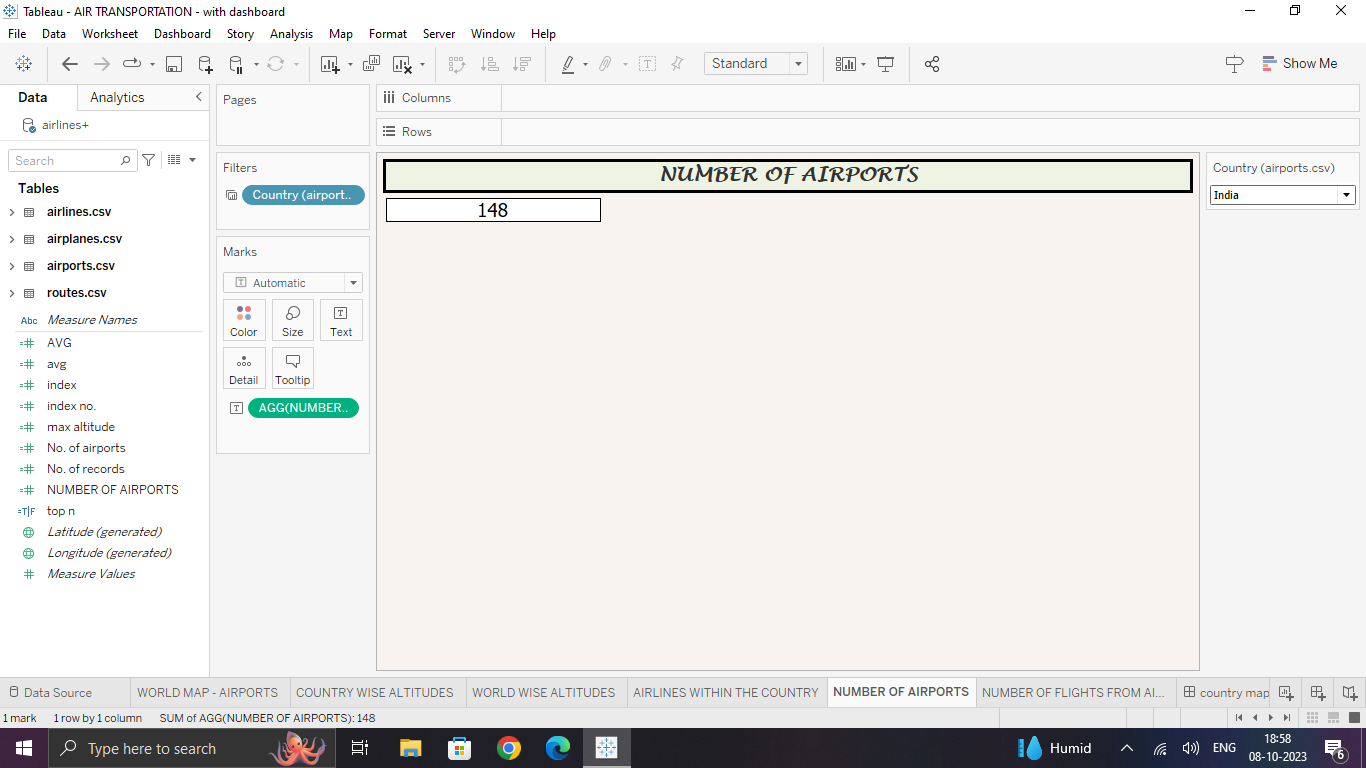 Tableau - AIR TRANSPORTATION - with dashboard
File Data Worksheet Dashboard Story Analysis Map Format Server Window Help
Standard
Show Me
Data Analytics
airlines+
Search
Tables
airlines.csv
airplanes.csv
airports.csv
routes.csv
Abc Measure Names
AVG
avg
index
index no.
max altitude
No. of airports
No. of records
NUMBER OF AIRPORTS
T|F top n
Latitude (generated)
Longitude (generated)
Measure Values
Pages
Filters
Country (airport..
Marks
Automatic
Color Size Text
Detail Tooltip
AGG(NUMBER..
Columns
Rows
NUMBER OF AIRPORTS
148
Country (airports.csv)
India
Data Source WORLD MAP - AIRPORTS COUNTRY WISE ALTITUDES WORLD WISE ALTITUDES AIRLINES WITHIN THE COUNTRY NUMBER OF AIRPORTS NUMBER OF FLIGHTS FROM AI... country map
1 mark 1 row by 1 column SUM of AGG(NUMBER OF AIRPORTS): 148
Type here to search
Humid
ENG
18:58
08-10-2023
6